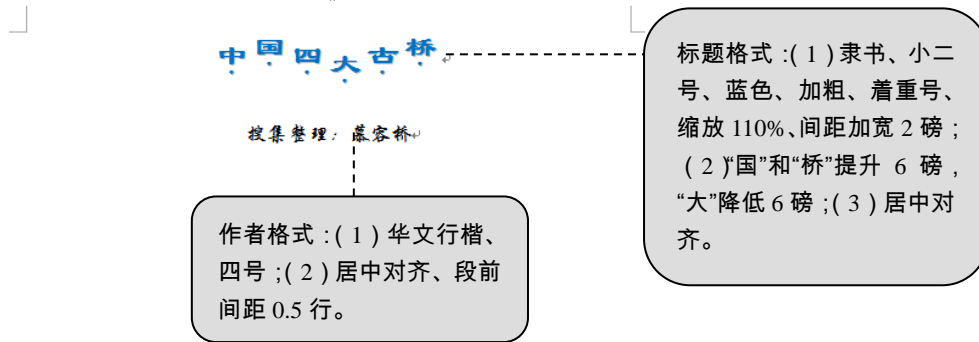 中国四大古桥
搜集整理：慕容桥
标题格式：（1）隶书、小二
号、蓝色、加粗、着重号、
缩放 110%、间距加宽 2 磅；
（2）“国”和“桥”提升 6 磅，
“大”降低 6 磅；（3）居中对
齐。
作者格式：（1）华文行楷、
四号；（2）居中对齐、段前
间距 0.5 行。